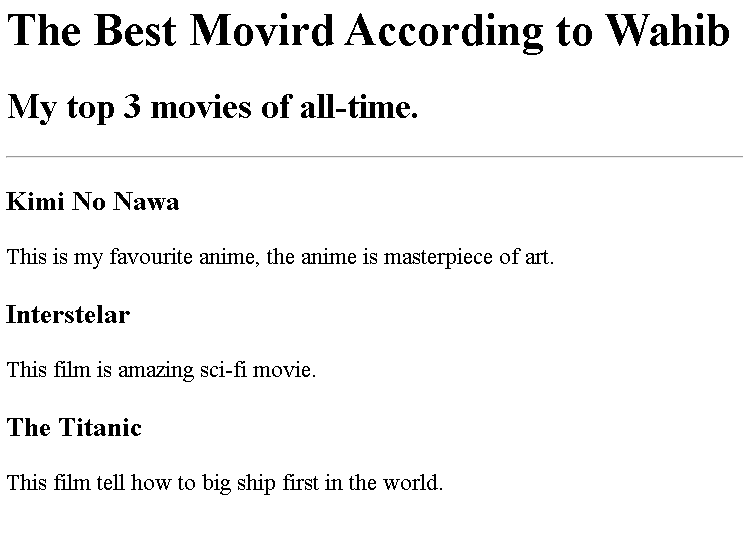 The Best Movird According to Wahib
My top 3 movies of all-time.
Kimi No Nawa
This is my favourite anime, the anime is masterpiece of art.
Interstelar
This film is amazing sci-fi movie.
The Titanic
This film tell how to big ship first in the world.